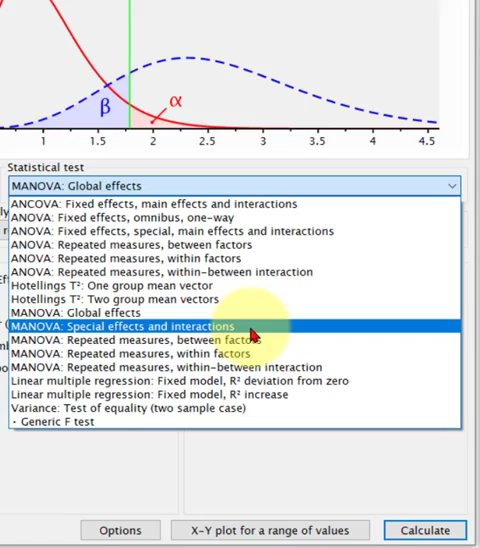 β
α
1 1.5 2 2.5 3 3.5 4 4.5
Statistical test
MANOVA: Global effects
ANCOVA: Fixed effects, main effects and interactions
ANOVA: Fixed effects, omnibus, one-way
ANOVA: Fixed effects, special, main effects and interactions
ANOVA: Repeated measures, between factors
ANOVA: Repeated measures, within factors
ANOVA: Repeated measures, within-between interaction
Hotellings T²: One group mean vector
Hotellings T²: Two group mean vectors
MANOVA: Global effects
MANOVA: Special effects and interactions
MANOVA: Repeated measures, between factors
MANOVA: Repeated measures, within factors
MANOVA: Repeated measures, within-between interaction
Linear multiple regression: Fixed model, R² deviation from zero
Linear multiple regression: Fixed model, R² increase
Variance: Test of equality (two sample case)
· Generic F test
Options X-Y plot for a range of values Calculate